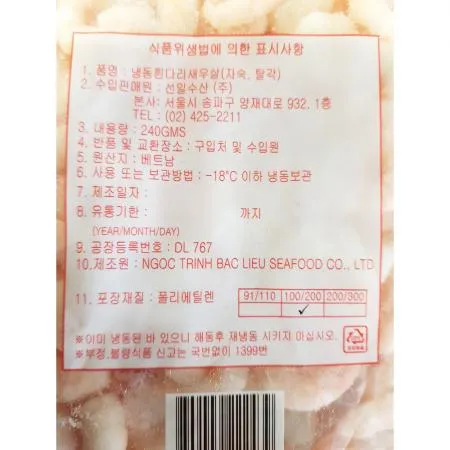 식품위생법에 의한 표시사항
1. 품명 : 냉동흰다리새우살(자숙, 탈각)
2. 수입판매원 : 선일수산 (주)
본사: 서울시 송파구 양재대로 932. 1층
TEL : (02) 425-2211
3. 내용량 : 240GMS
4. 반품 및 교환장소 : 구입처 및 수입원
5. 원산지 : 베트남
6. 사용 또는 보관방법 : -18°C 이하 냉동보관
7. 제조일자 :
8. 유통기한 : 까지
(YEAR/MONTH/DAY)
9. 공장등록번호 : DL 767
10.제조원 : NGOC TRINH BAC LIEU SEAFOOD CO., LTD
11. 포장재질 : 폴리에틸렌 91/110 100/200 200/300
✓
※이미 냉동된 바 있으니 해동후 재냉동 시키지 마십시오.
※부정.불량식품 신고는 국번없이 1399번